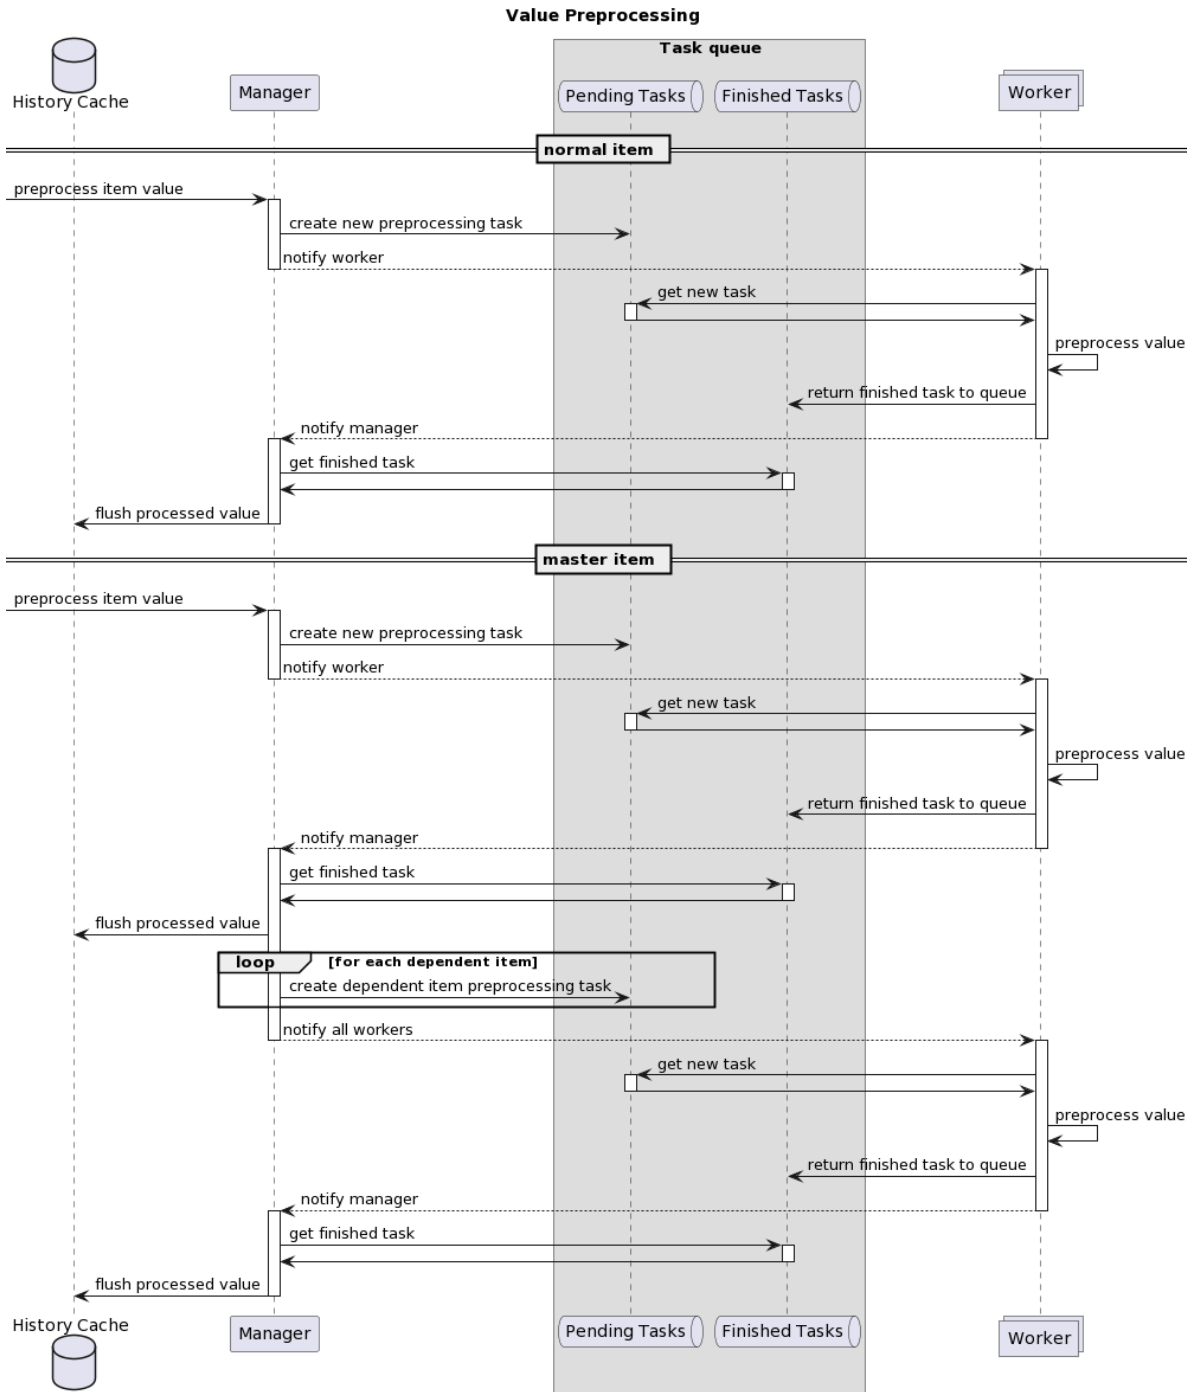 Value Preprocessing
Task queue
History Cache
Manager
Pending Tasks
Finished Tasks
Worker
normal item
preprocess item value
create new preprocessing task
notify worker
get new task
preprocess value
return finished task to queue
notify manager
get finished task
flush processed value
master item
preprocess item value
create new preprocessing task
notify worker
get new task
preprocess value
return finished task to queue
notify manager
get finished task
flush processed value
loop [for each dependent item]
create dependent item preprocessing task
notify all workers
get new task
preprocess value
return finished task to queue
notify manager
get finished task
flush processed value
History Cache
Manager
Pending Tasks
Finished Tasks
Worker